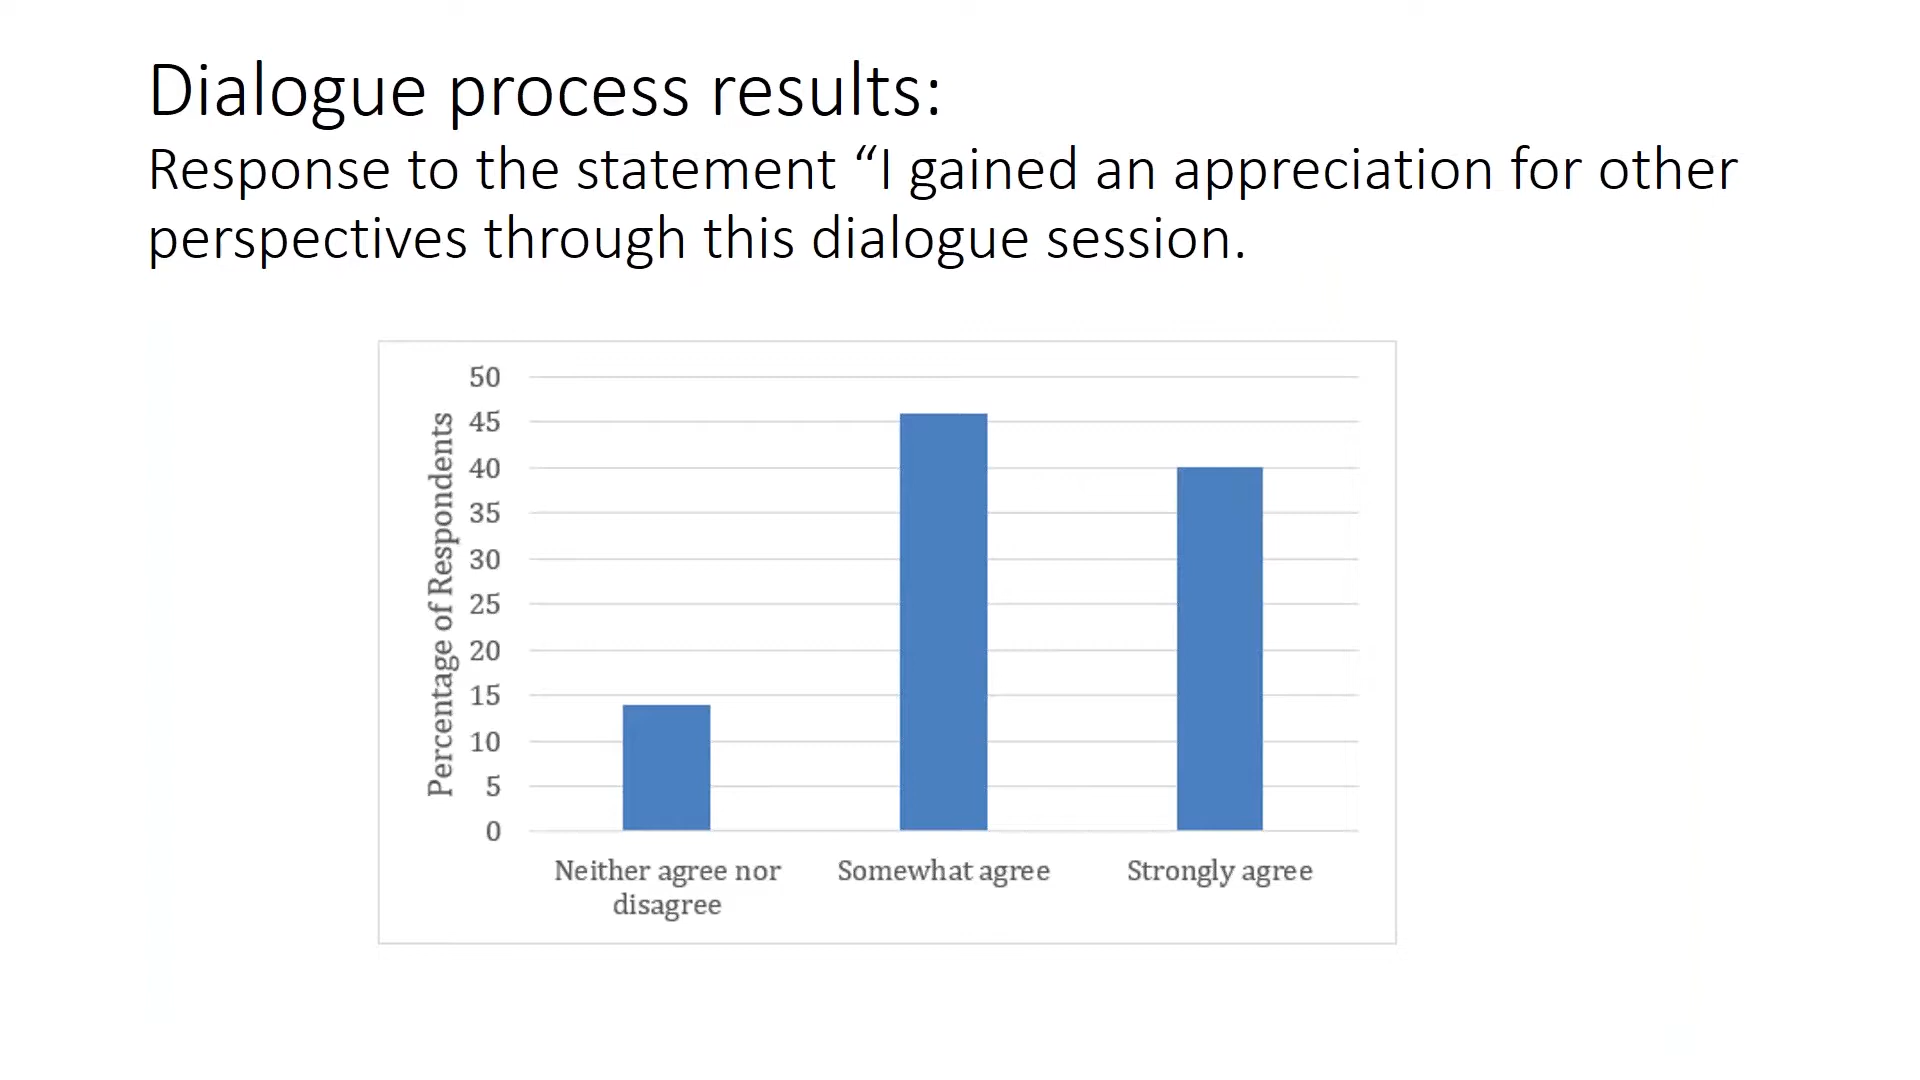 Dialogue process results:
Response to the statement “I gained an appreciation for other
perspectives through this dialogue session.
Percentage of Respondents
50
45
40
35
30
25
20
15
10
5
0
Neither agree nor
disagree
Somewhat agree
Strongly agree